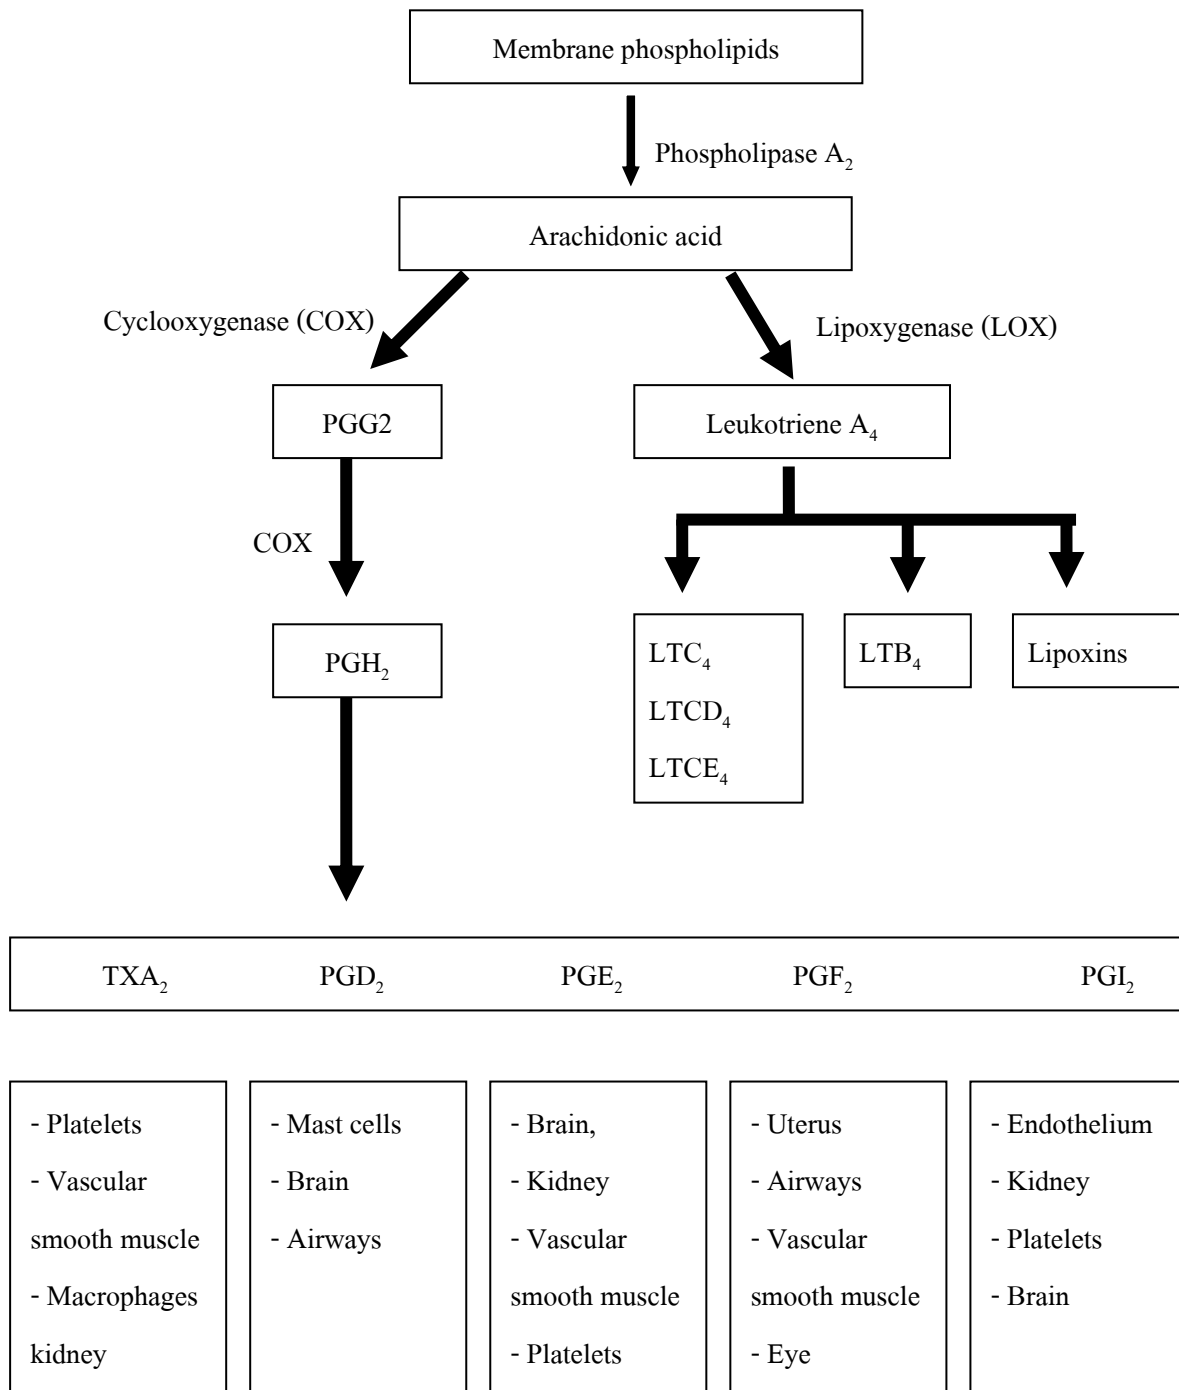 Membrane phospholipids
Phospholipase A₂
Arachidonic acid
Cyclooxygenase (COX)
Lipoxygenase (LOX)
PGG2
Leukotriene A₄
COX
PGH₂
LTC₄
LTCD₄
LTCE₄
LTB₄
Lipoxins
TXA₂
PGD₂
PGE₂
PGF₂
PGI₂
- Platelets
- Vascular
smooth muscle
- Macrophages
kidney
- Mast cells
- Brain
- Airways
- Brain,
- Kidney
- Vascular
smooth muscle
- Platelets
- Uterus
- Airways
- Vascular
smooth muscle
- Eye
- Endothelium
- Kidney
- Platelets
- Brain